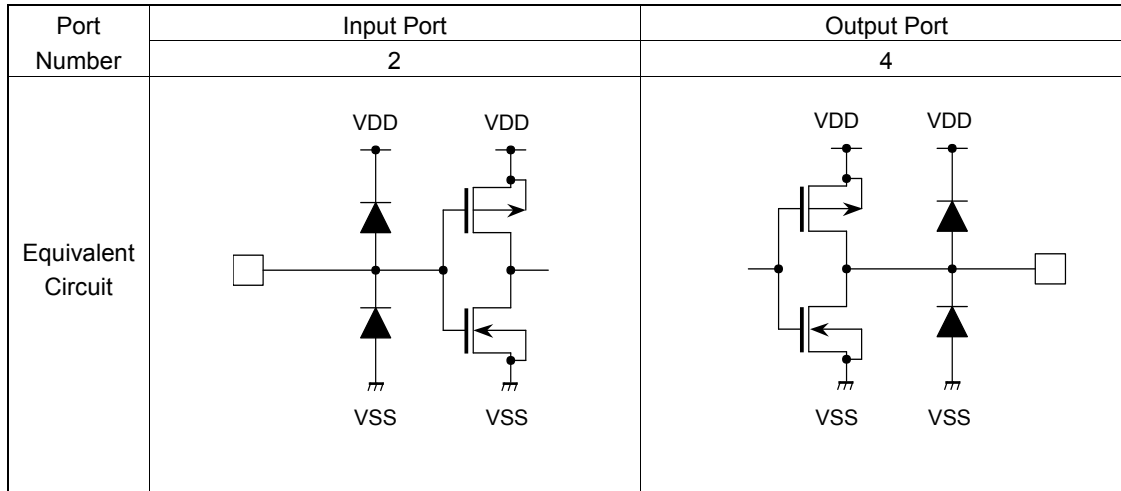 Port Number
Input Port
Output Port
2
4
Equivalent Circuit
VDD VDD
VSS VSS
VDD VDD
VSS VSS